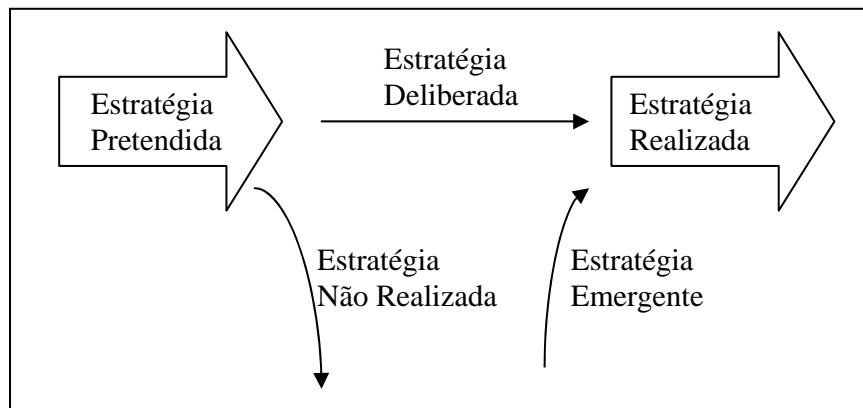 Estratégia
Pretendida
Estratégia
Deliberada
Estratégia
Realizada
Estratégia
Não Realizada
Estratégia
Emergente